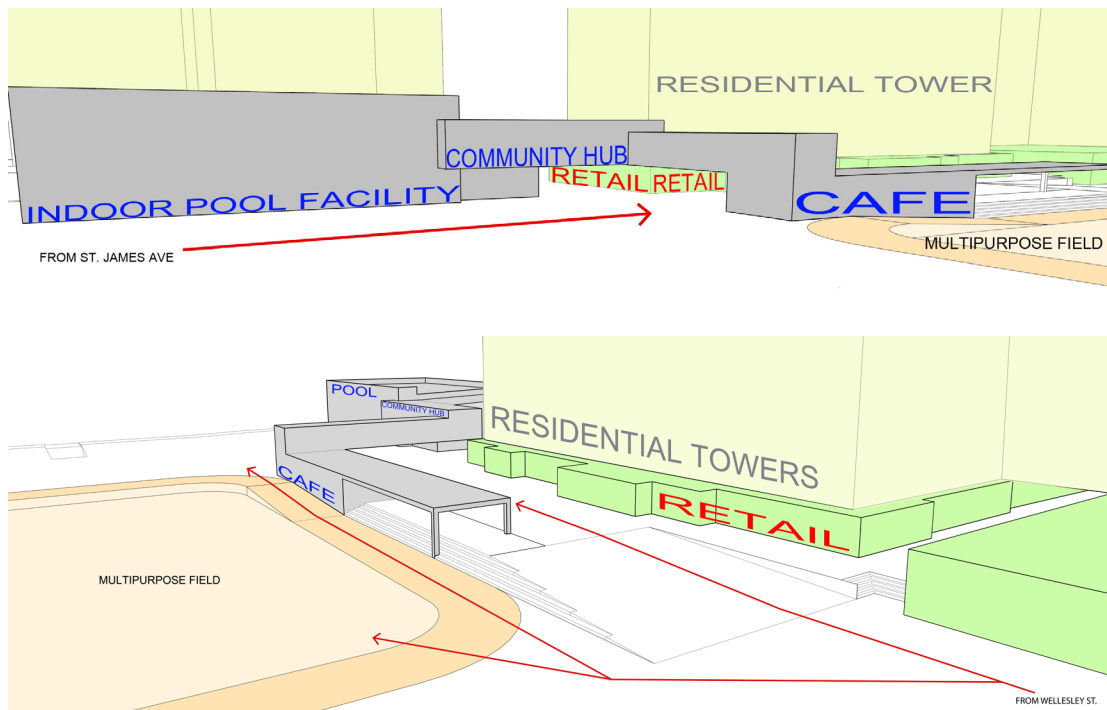 RESIDENTIAL TOWER
COMMUNITY HUB
RETAIL RETAIL
INDOOR POOL FACILITY
CAFE
MULTIPURPOSE FIELD
FROM ST. JAMES AVE
POOL
COMMUNITY HUB
RESIDENTIAL TOWERS
CAFE
RETAIL
MULTIPURPOSE FIELD
FROM WELLESLEY ST.